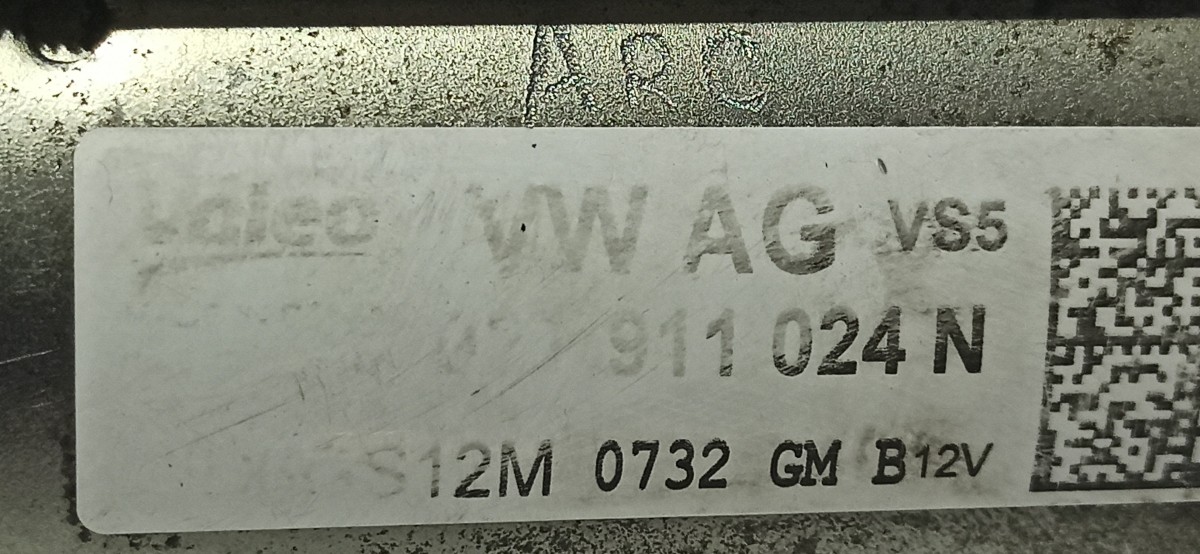 ARC
Valeo VW AG VS5
911 024 N
S12M 0732 GM B12V